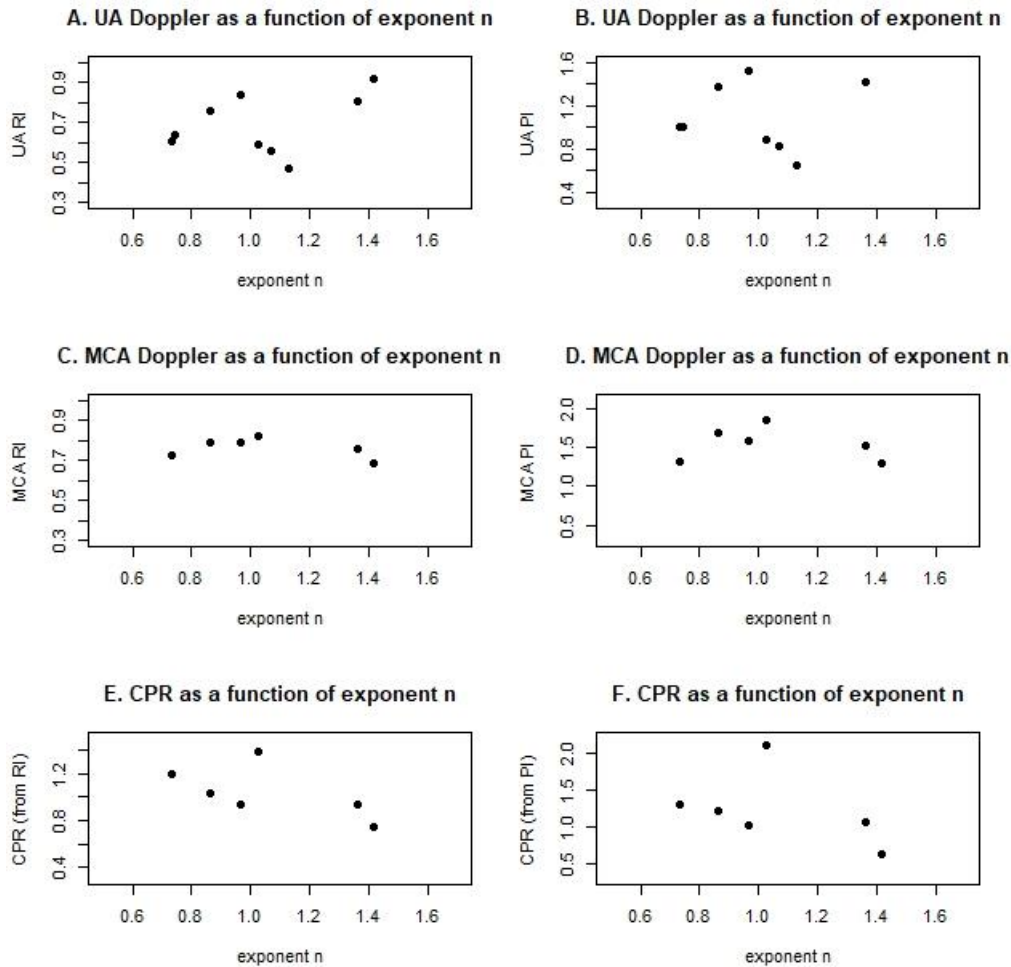 A. UA Doppler as a function of exponent n
UA RI
0.3 0.5 0.7 0.9
0.6 0.8 1.0 1.2 1.4 1.6
exponent n
B. UA Doppler as a function of exponent n
UA PI
0.4 0.8 1.2 1.6
0.6 0.8 1.0 1.2 1.4 1.6
exponent n
C. MCA Doppler as a function of exponent n
MCA RI
0.3 0.5 0.7 0.9
0.6 0.8 1.0 1.2 1.4 1.6
exponent n
D. MCA Doppler as a function of exponent n
MCA PI
0.5 1.0 1.5 2.0
0.6 0.8 1.0 1.2 1.4 1.6
exponent n
E. CPR as a function of exponent n
CPR (from RI)
0.4 0.8 1.2
0.6 0.8 1.0 1.2 1.4 1.6
exponent n
F. CPR as a function of exponent n
CPR (from PI)
0.5 1.0 1.5 2.0
0.6 0.8 1.0 1.2 1.4 1.6
exponent n